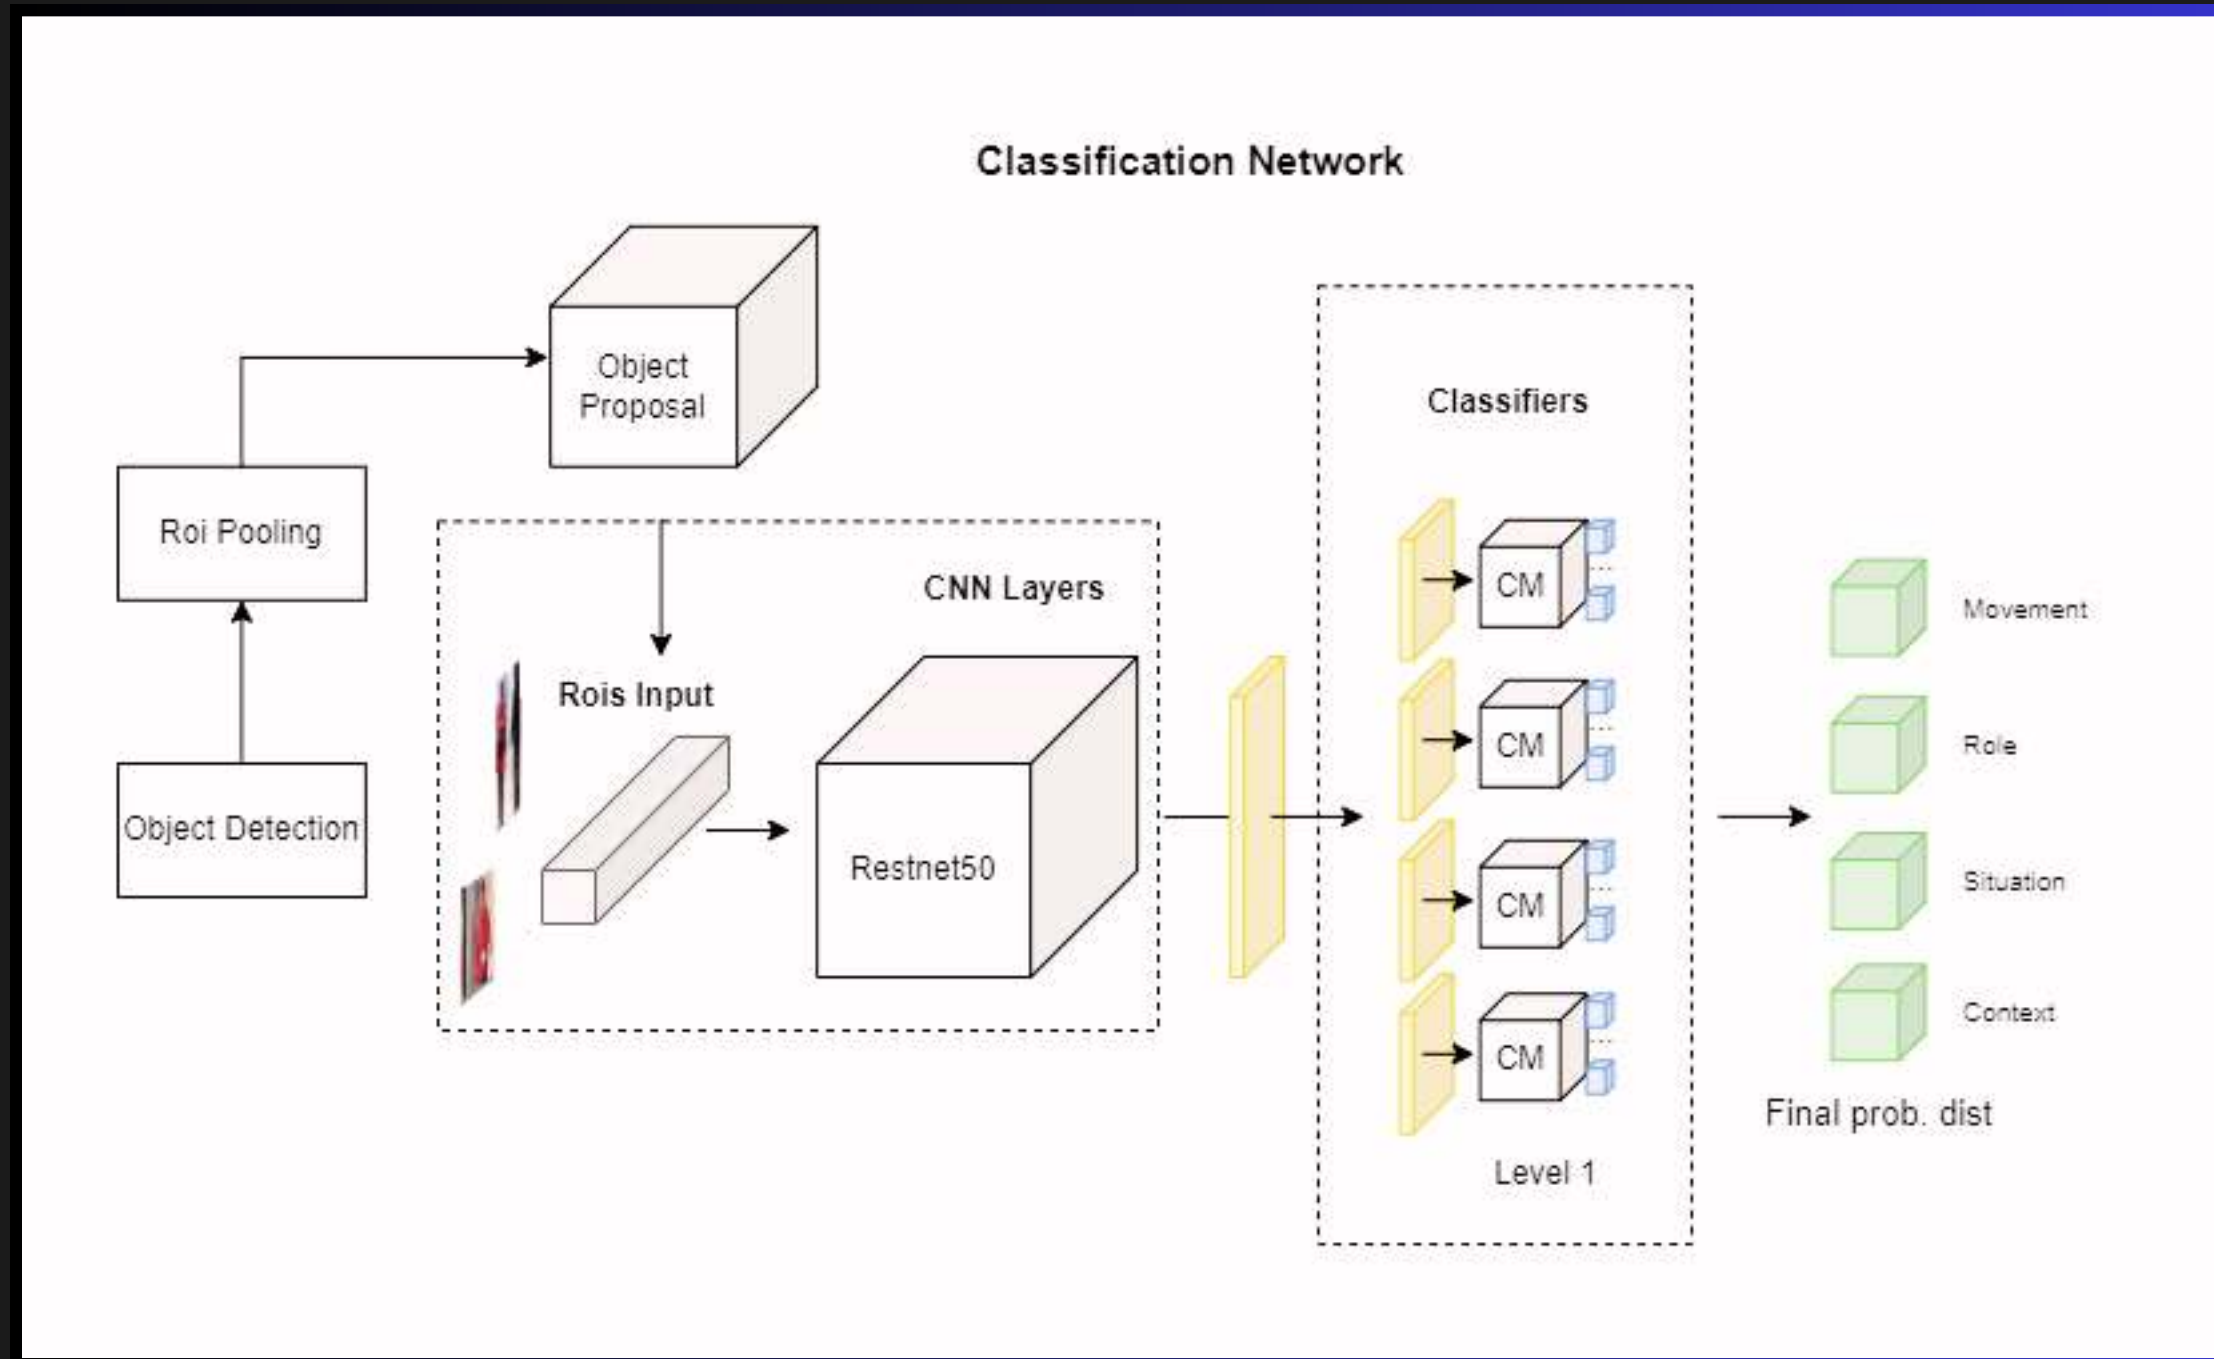 Classification Network
Object
Proposal
Roi Pooling
Object Detection
CNN Layers
Rois Input
Restnet50
Classifiers
CM
CM
CM
CM
Level 1
Movement
Role
Situation
Context
Final prob. dist